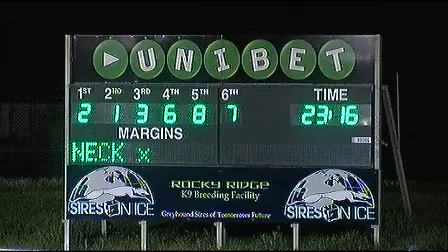 UNIBET
1ST 2ND 3RD 4TH 5TH 6TH TIME
2 1 3 6 8 7 23:16
MARGINS
NECK x
ROCKY RIDGE
K9 Breeding Facility
SIRES ON ICE SIRES ON ICE
Greyhound Sires of Tomorrows Future